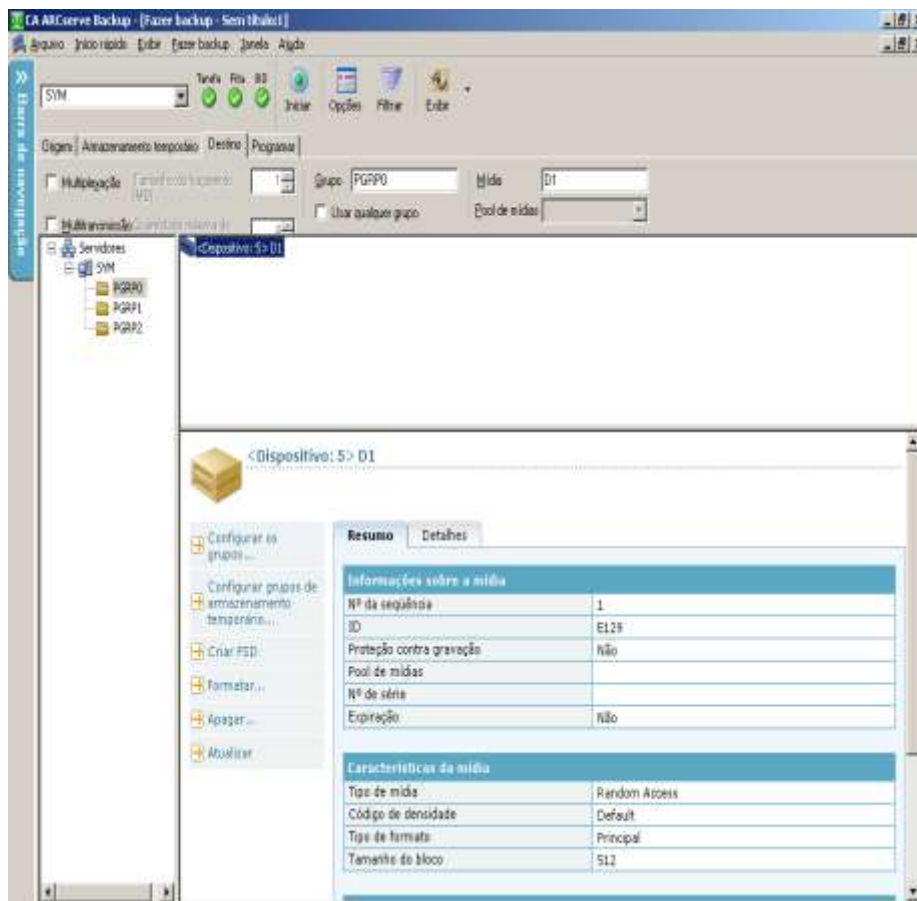 CA ARCserve Backup - [Fazer backup - Sem título1]
Arquivo Início rápido Exibir Fazer backup Janela Ajuda
Barra de navegação
SYM
Tarefa Fita BD
Iniciar Opções Filtrar Exibir
Origem Armazenamento temporário Destino Programar
Multiplexação 1 Grupo PGRP0 Mídia D1
Usar qualquer grupo Pool de mídias
Multitransmissão
Servidores
SYM
PGRP0
PGRP1
PGRP2
<Dispositivo: 5> D1
<Dispositivo: 5> D1
Configurar os
grupos...
Configurar grupos de
armazenamento
temporário...
Criar FSD
Formatar...
Apagar...
Atualizar
Resumo Detalhes
Informações sobre a mídia
Nº da seqüência 1
ID E129
Proteção contra gravação Não
Pool de mídias
Nº de série
Expiração Não
Características da mídia
Tipo de mídia Random Access
Código de densidade Default
Tipo de formato Principal
Tamanho do bloco 512